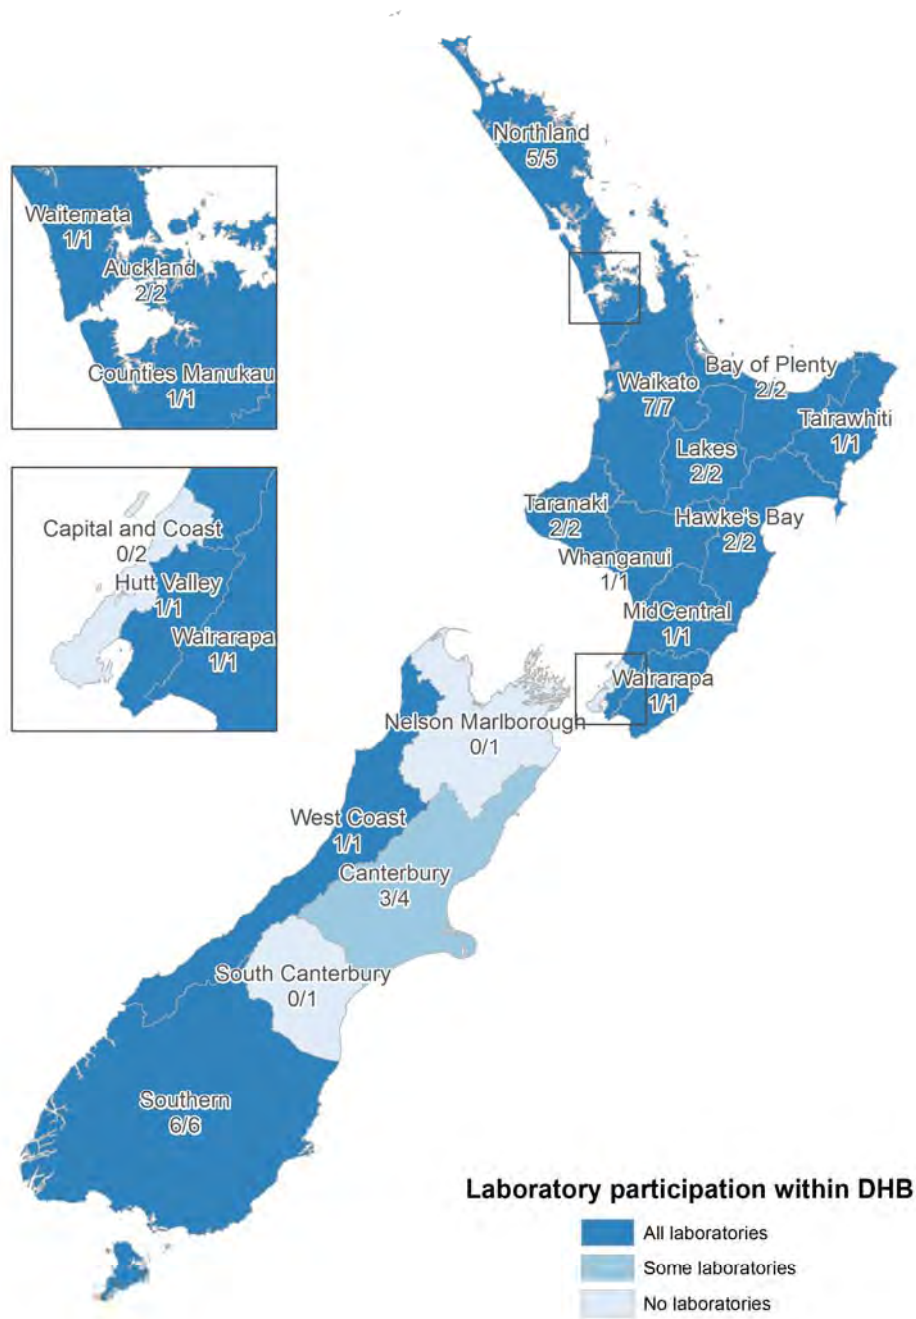 Northland
5/5
Waitemata
1/1
Auckland
2/2
Counties Manukau
1/1
Bay of Plenty
2/2
Waikato
7/7
Tairawhiti
1/1
Lakes
2/2
Taranaki
2/2
Hawke's Bay
2/2
Whanganui
1/1
MidCentral
1/1
Capital and Coast
0/2
Hutt Valley
1/1
Wairarapa
1/1
Wairarapa
1/1
Nelson Marlborough
0/1
West Coast
1/1
Canterbury
3/4
South Canterbury
0/1
Southern
6/6
Laboratory participation within DHB
All laboratories
Some laboratories
No laboratories